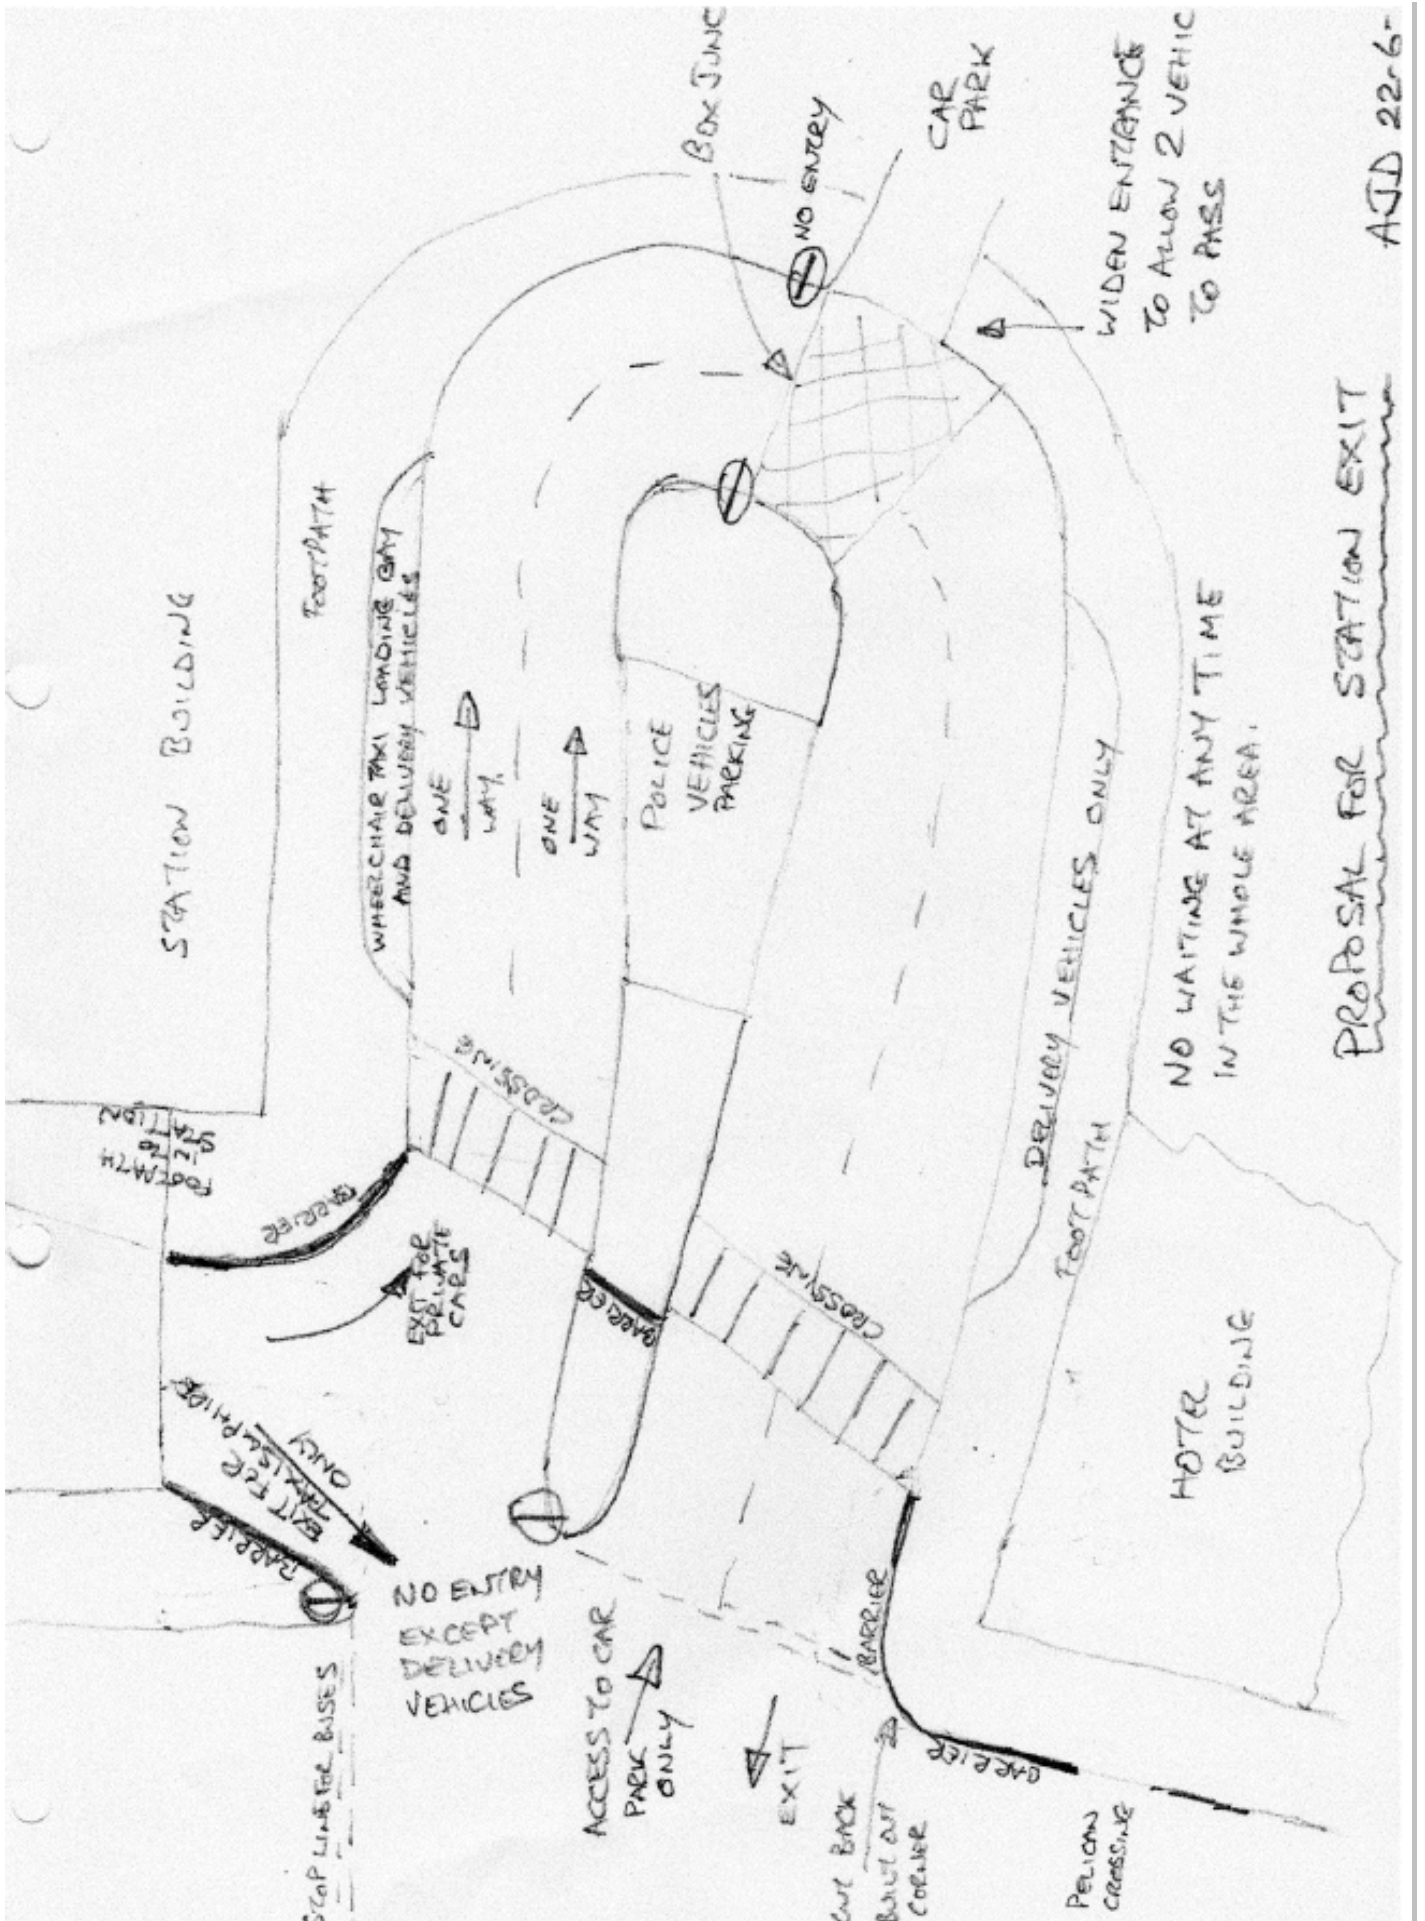 STATION BUILDING
FOOTPATH
WHEELCHAIR TAXI LOADING BAY
AND DELIVERY VEHICLES
ONE
WAY.
ONE
WAY
POLICE
VEHICLES
PARKING
BOX JUNC
NO ENTRY
CAR
PARK
WIDEN ENTRANCE
TO ALLOW 2 VEHIC
TO PASS
FOOTPATH
TO
STATION
BARRIER
EXIT FOR
PRIVATE
CARS
CROSSING
BARRIER
CROSSING
EXIT FOR
TAXIS &
ONLY
BARRIER
NO ENTRY
EXCEPT
DELIVERY
VEHICLES
STOP LINE FOR BUSES
ACCESS TO CAR
PARK
ONLY
EXIT
CUT BACK
BUILT OUT
CORNER
BARRIER
BARRIER
PELICAN
CROSSING
DELIVERY VEHICLES ONLY
FOOTPATH
HOTEL
BUILDING
NO WAITING AT ANY TIME
IN THE WHOLE AREA.
PROPOSAL FOR STATION EXIT
AJD 22-6-